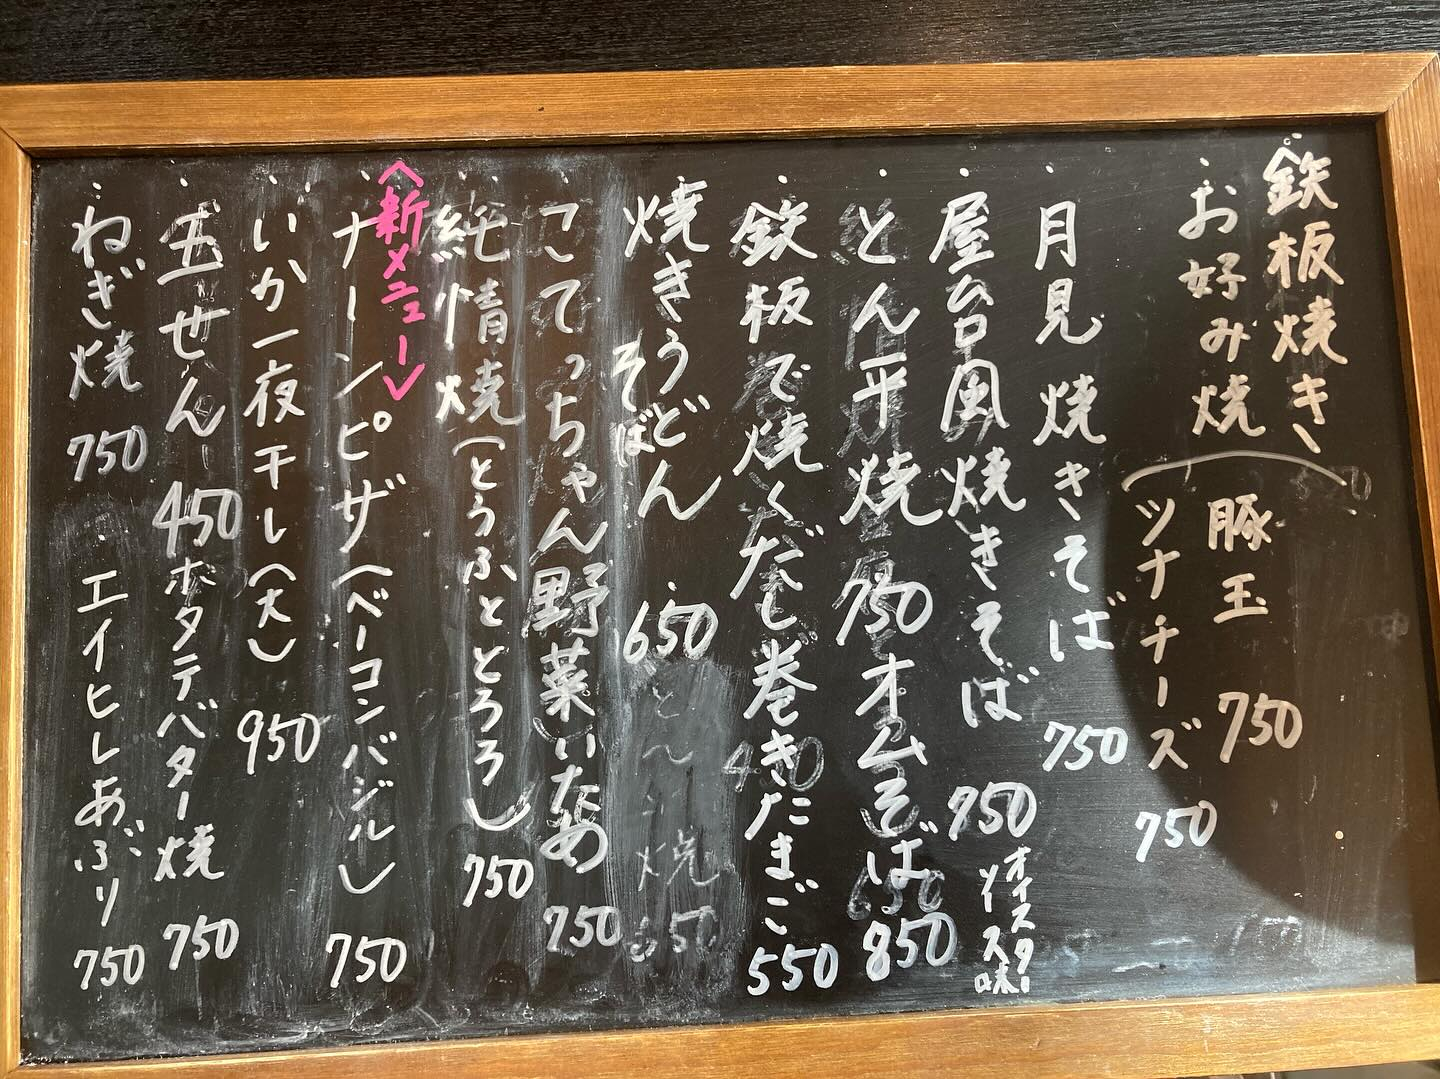 鉄板焼き
お好み焼
豚玉 750
ツナチーズ 750
月見焼きそば 750
屋台風焼きそば 750 オイスターソース味
とん平焼 750 オムそば 850
鉄板で焼くだし巻きたまご 550
焼きうどん 650
そば
こてっちゃん野菜いため 750
純情焼(とうふととろろ) 750
〈新メニュー〉
ナーンピザ(ベーコンバジル) 750
いか一夜干し(大) 950
玉せん 450 ホタテバター焼 750
ねぎ焼 750 エイヒレあぶり 750